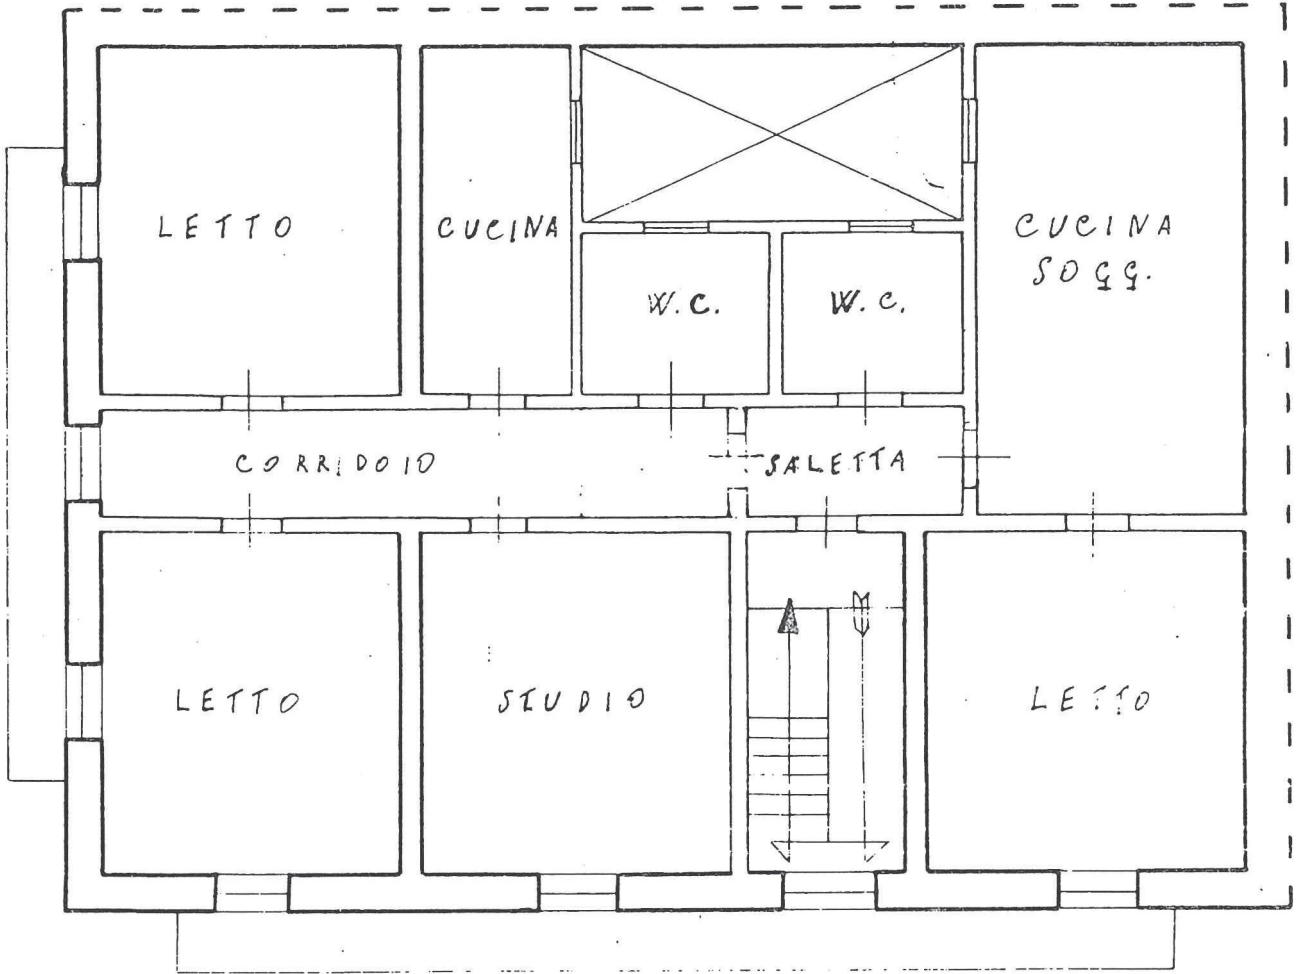 LETTO
CUCINA
CUCINA
SOGG.
W.C.
W.C.
CORRIDOIO
SALETTA
LETTO
STUDIO
LETTO